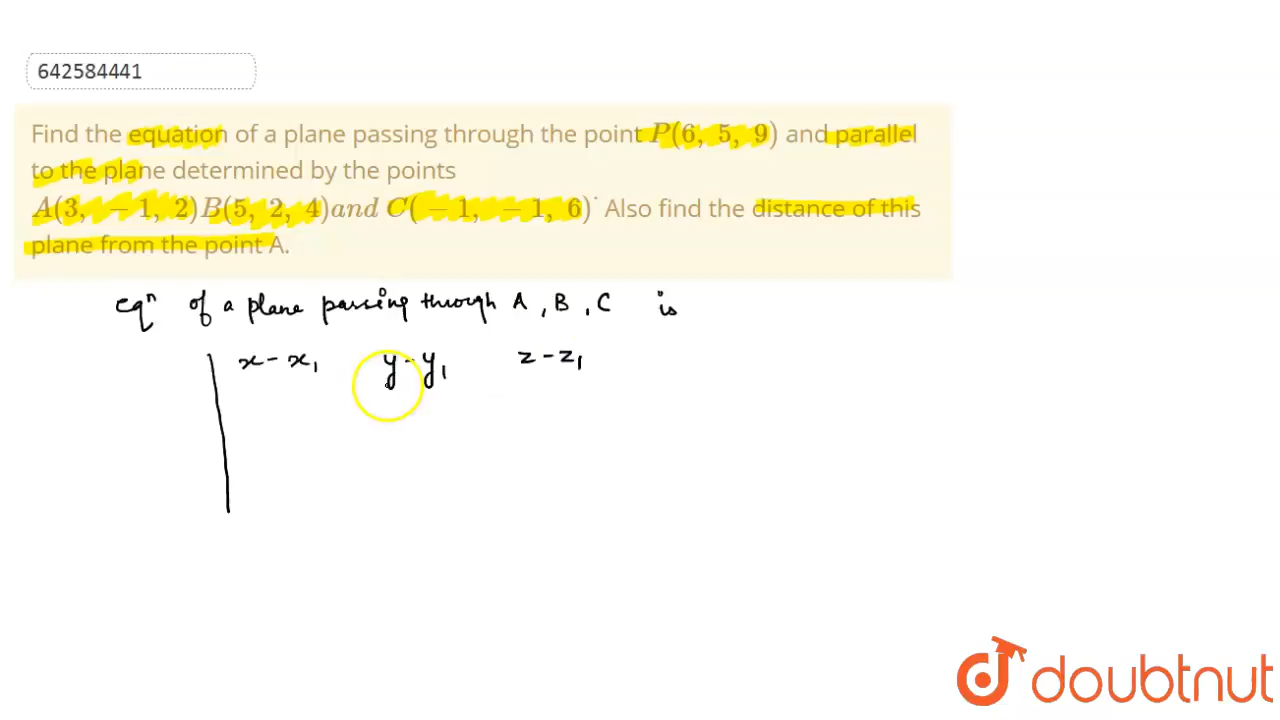 642584441
Find the equation of a plane passing through the point P(6, 5, 9) and parallel
to the plane determined by the points
A(3, −1, 2)B(5, 2, 4)and C(−1, −1, 6)˙ Also find the distance of this
plane from the point A.
eqⁿ of a plane passing through A, B, C is
x − x₁ y − y₁ z − z₁
doubtnut